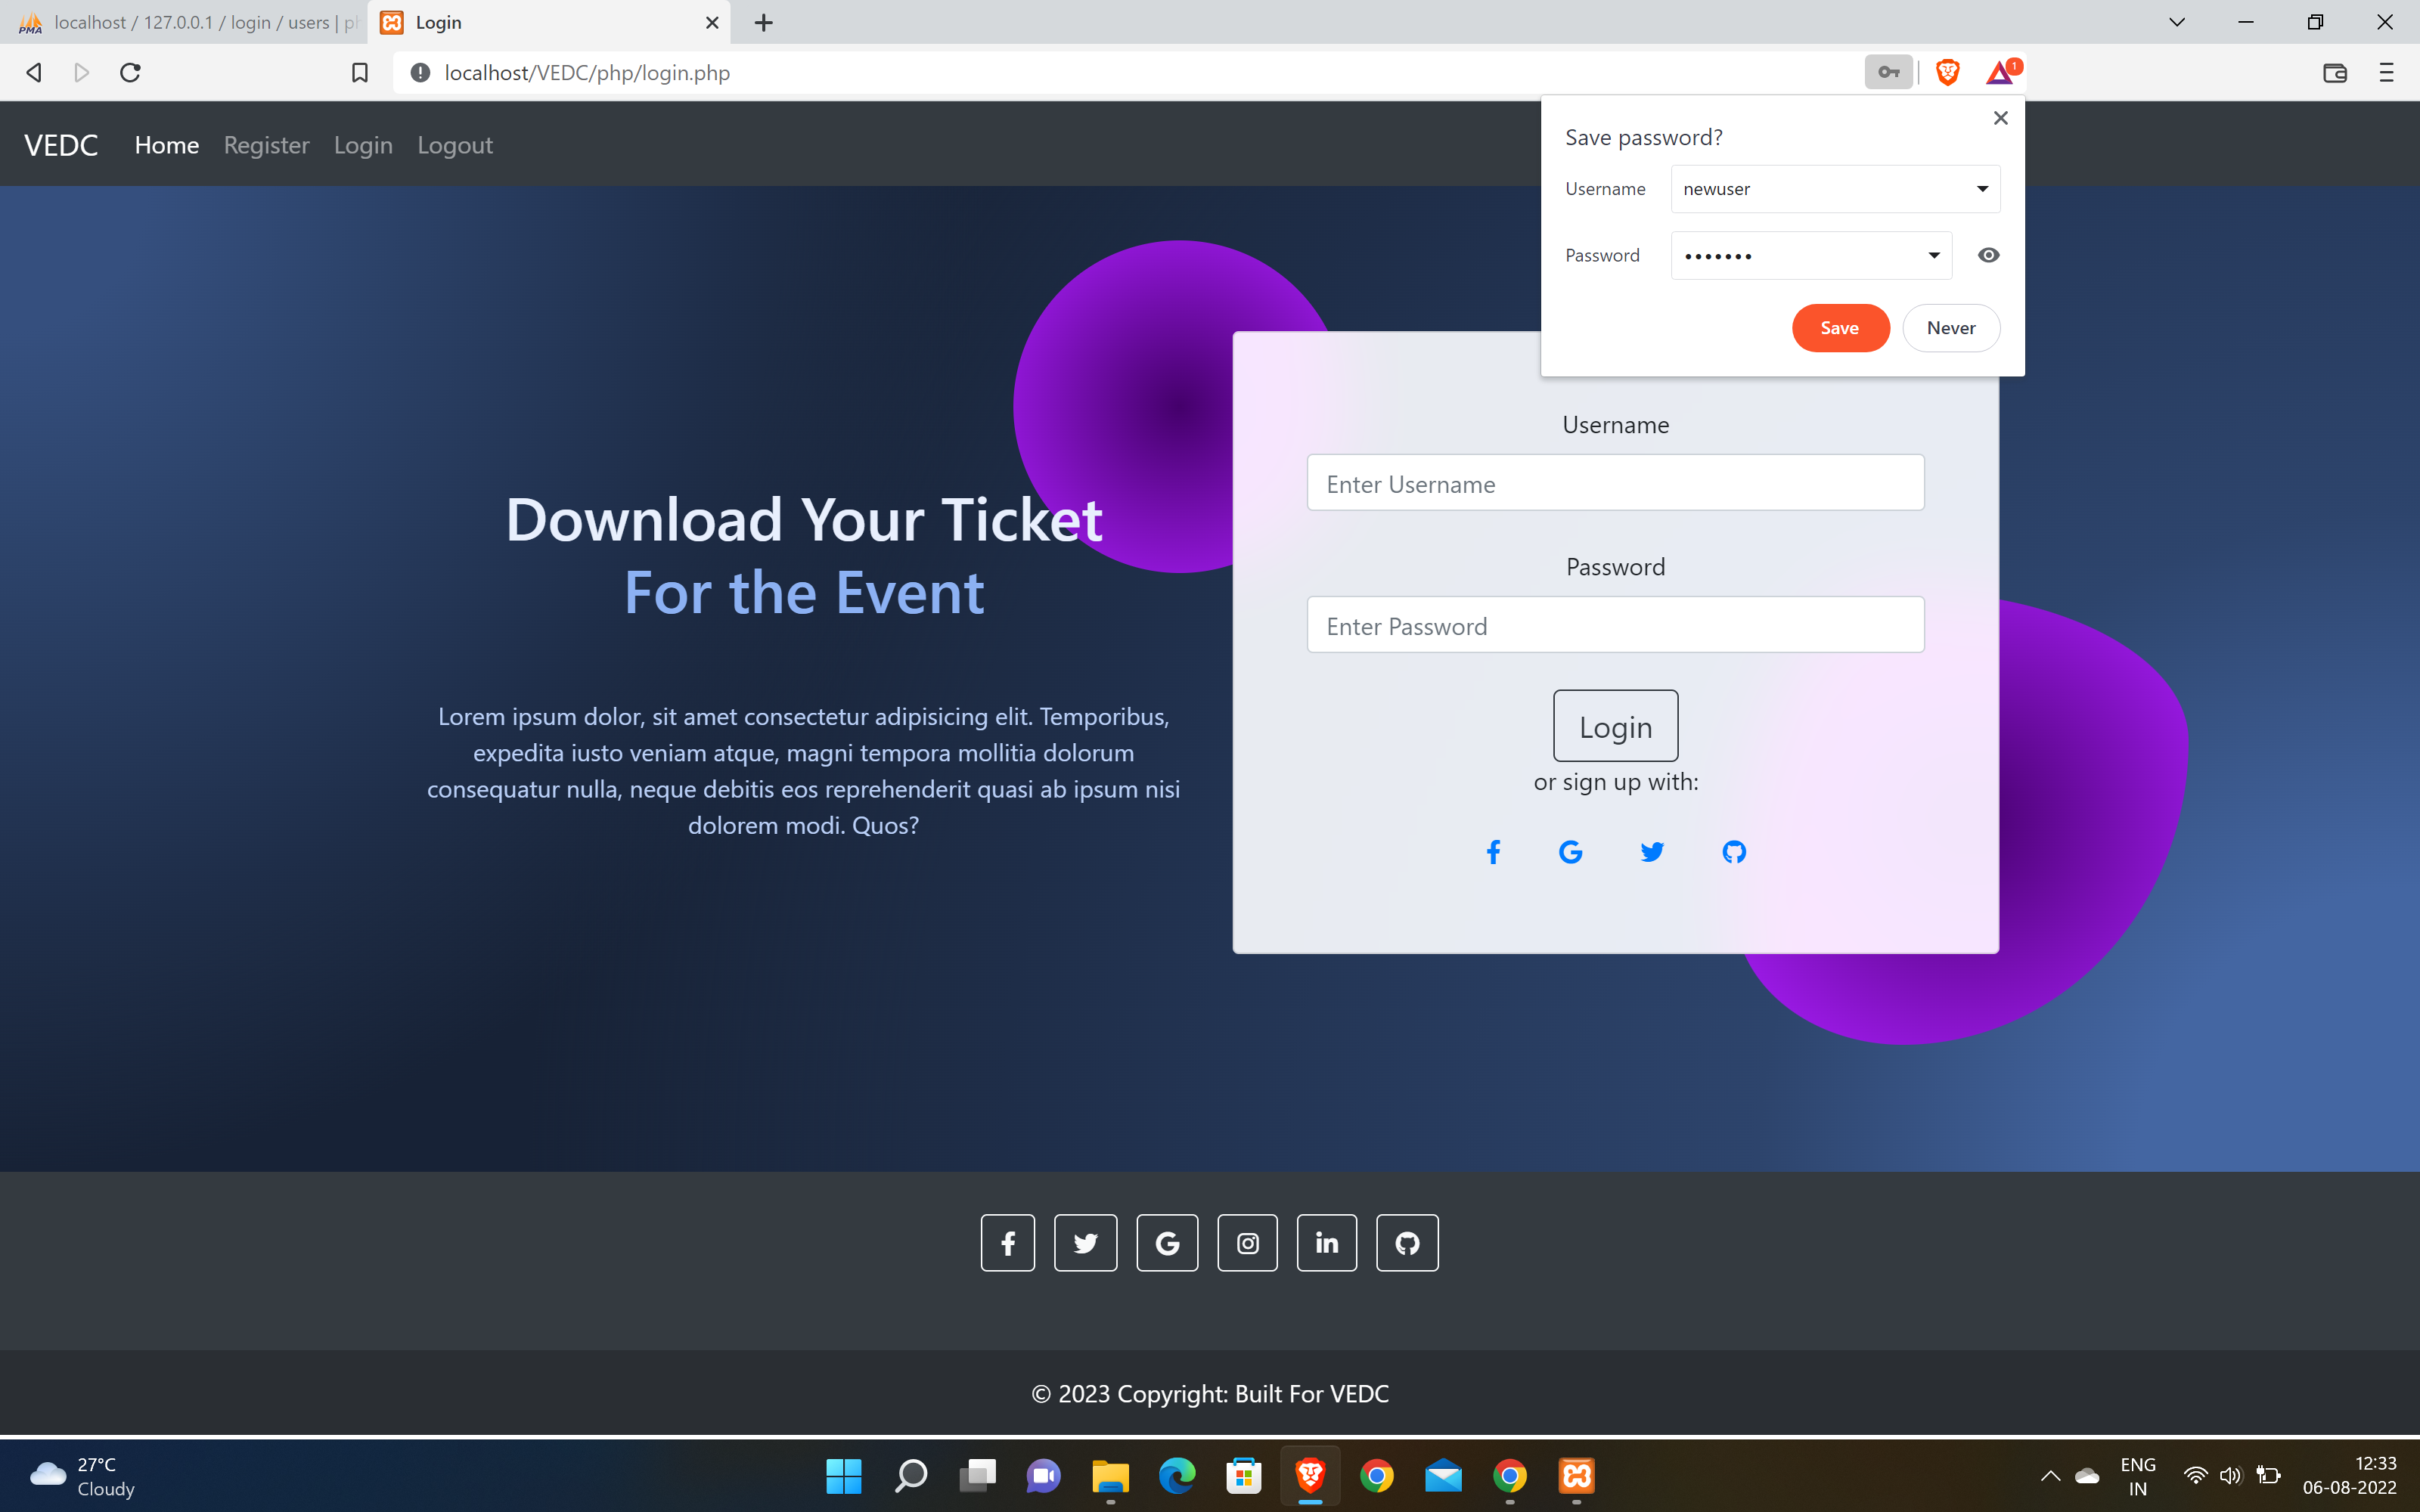 PMA localhost / 127.0.0.1 / login / users | ph
Login
localhost/VEDC/php/login.php
1
VEDC Home Register Login Logout
Save password?
Username newuser
Password •••••••
Save Never
Download Your Ticket
For the Event
Lorem ipsum dolor, sit amet consectetur adipisicing elit. Temporibus,
expedita iusto veniam atque, magni tempora mollitia dolorum
consequatur nulla, neque debitis eos reprehenderit quasi ab ipsum nisi
dolorem modi. Quos?
Username
Enter Username
Password
Enter Password
Login
or sign up with:
© 2023 Copyright: Built For VEDC
27°C
Cloudy
ENG
IN
12:33
06-08-2022